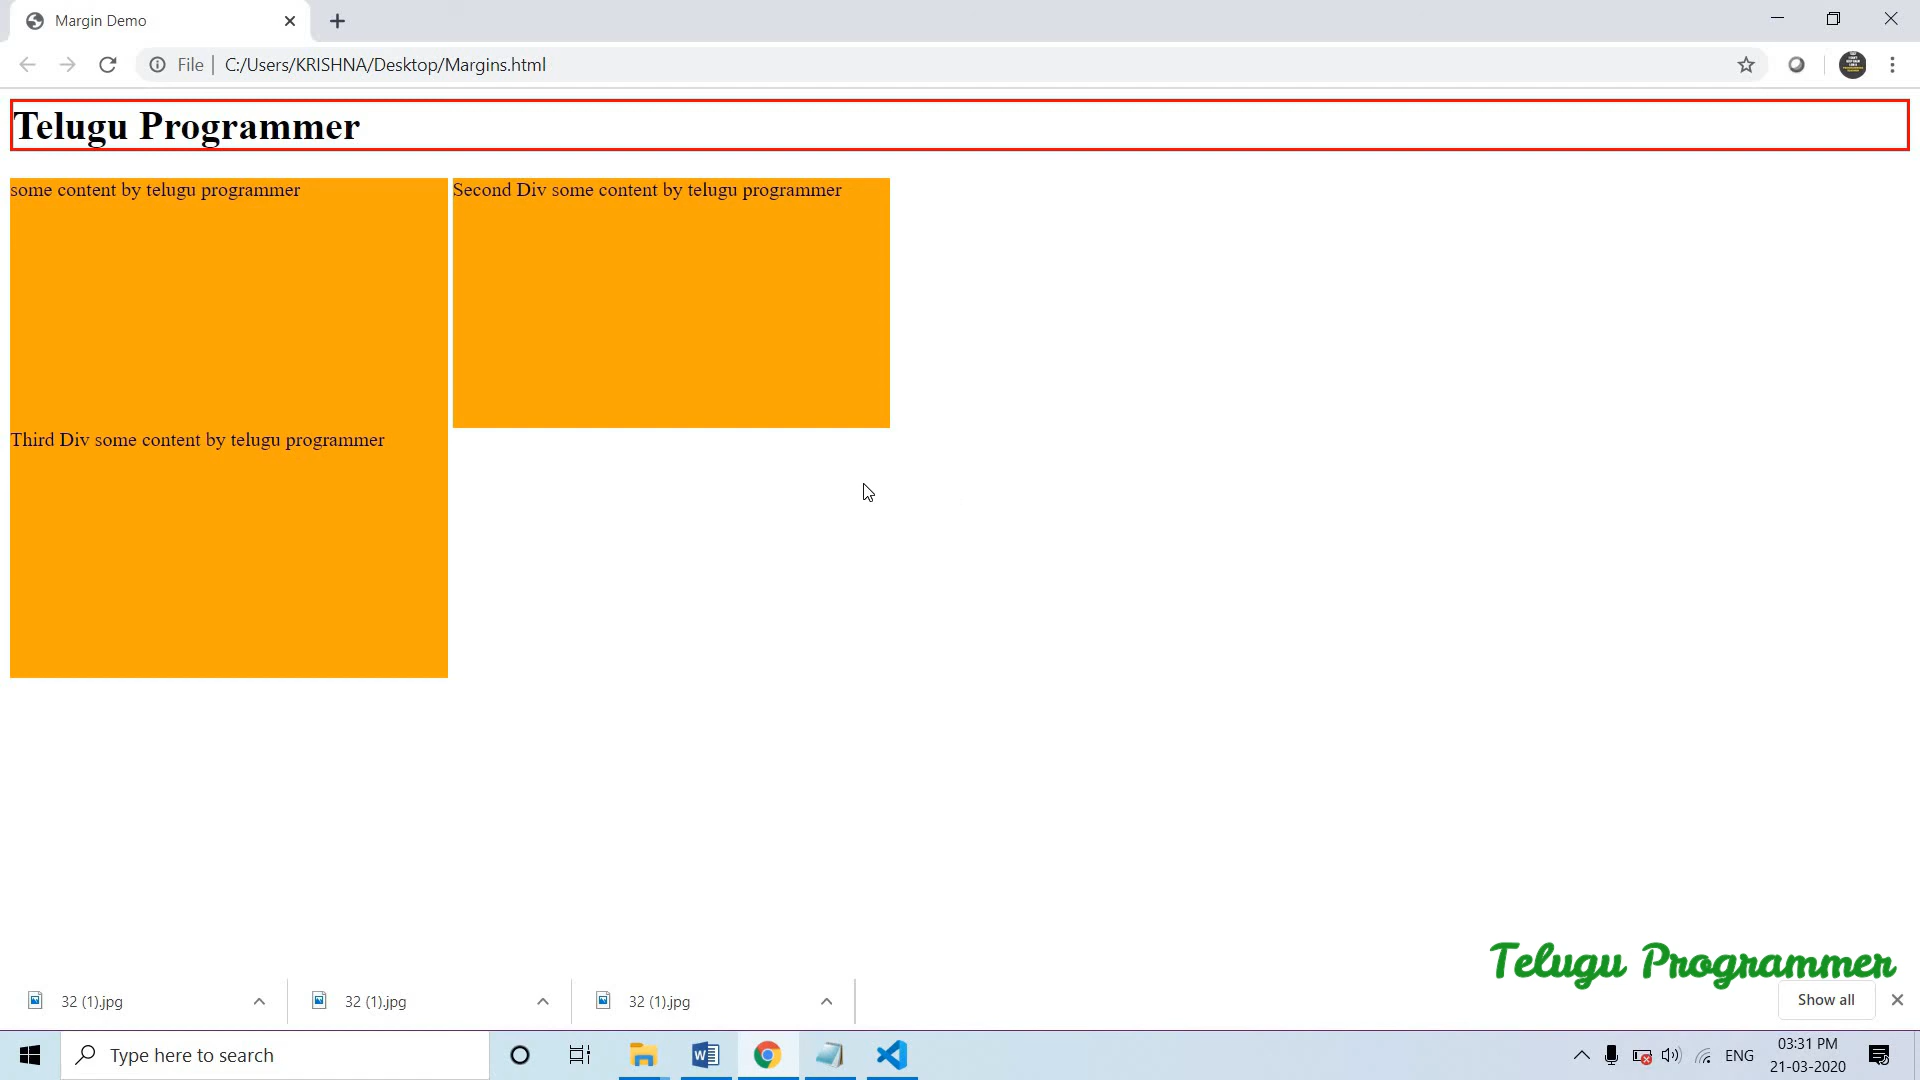 Margin Demo
File | C:/Users/KRISHNA/Desktop/Margins.html
Telugu Programmer
some content by telugu programmer
Second Div some content by telugu programmer
Third Div some content by telugu programmer
Telugu Programmer
32 (1).jpg
32 (1).jpg
32 (1).jpg
Show all
Type here to search
ENG
03:31 PM
21-03-2020